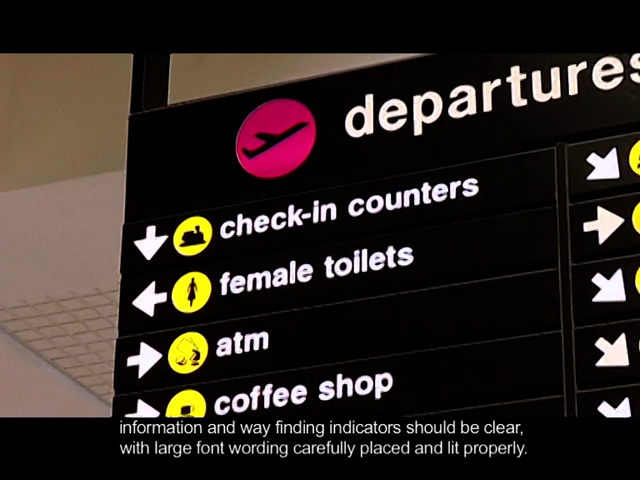 departures
check-in counters
female toilets
atm
coffee shop
information and way finding indicators should be clear,
with large font wording carefully placed and lit properly.